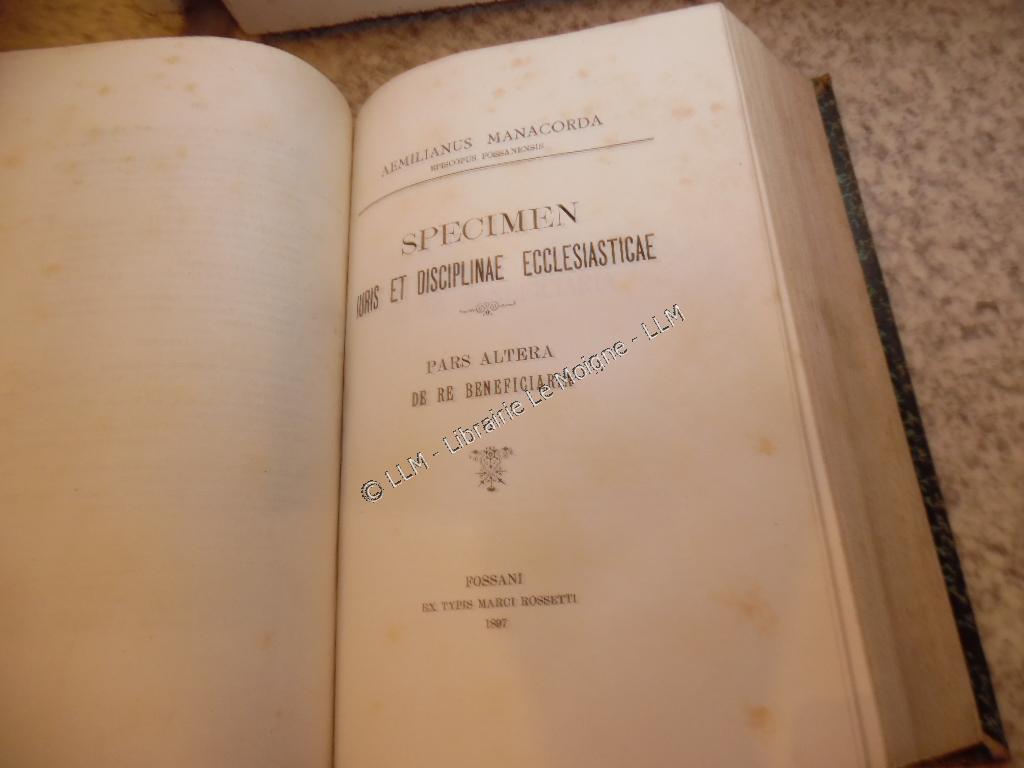 AEMILIANUS MANACORDA
EPISCOPUS FOSSANENSIS
SPECIMEN
IURIS ET DISCIPLINAE ECCLESIASTICAE
PARS ALTERA
DE RE BENEFICIARIA
© LLM - Librairie Le Moigne - LLM
FOSSANI
EX TYPIS MARCI ROSSETTI
1897